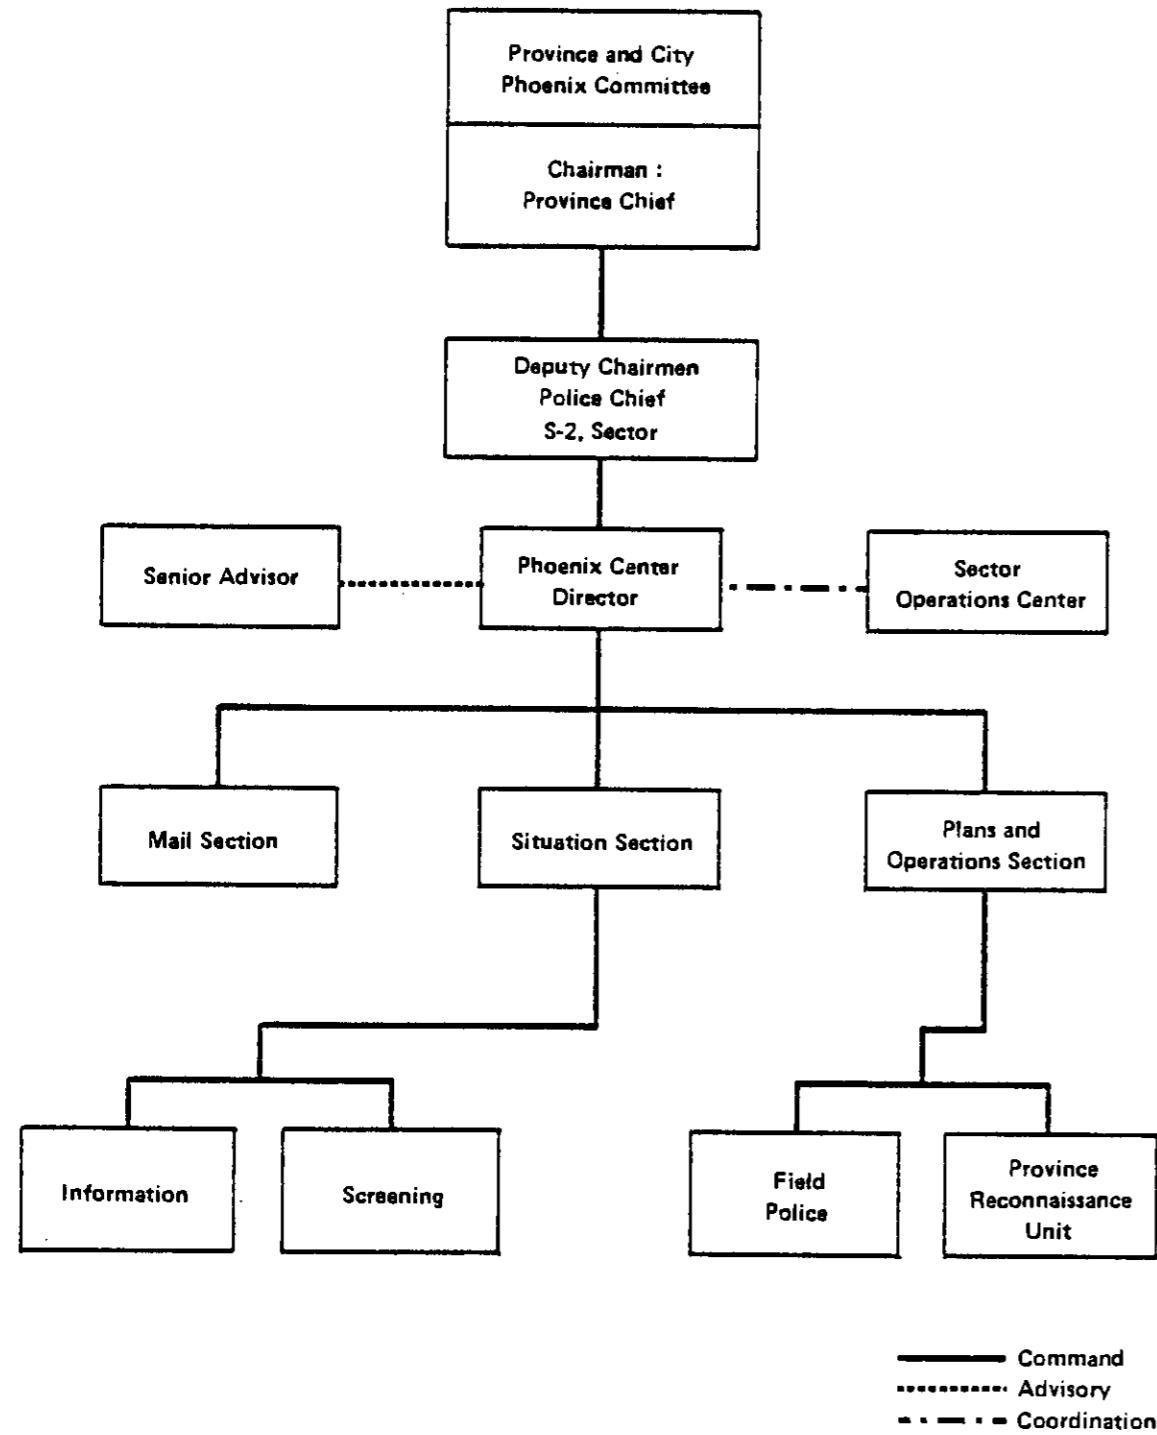 Province and City
Phoenix Committee
Chairman :
Province Chief
Deputy Chairmen
Police Chief
S-2, Sector
Senior Advisor
Phoenix Center
Director
Sector
Operations Center
Mail Section
Situation Section
Plans and
Operations Section
Information
Screening
Field
Police
Province
Reconnaissance
Unit
Command
Advisory
Coordination